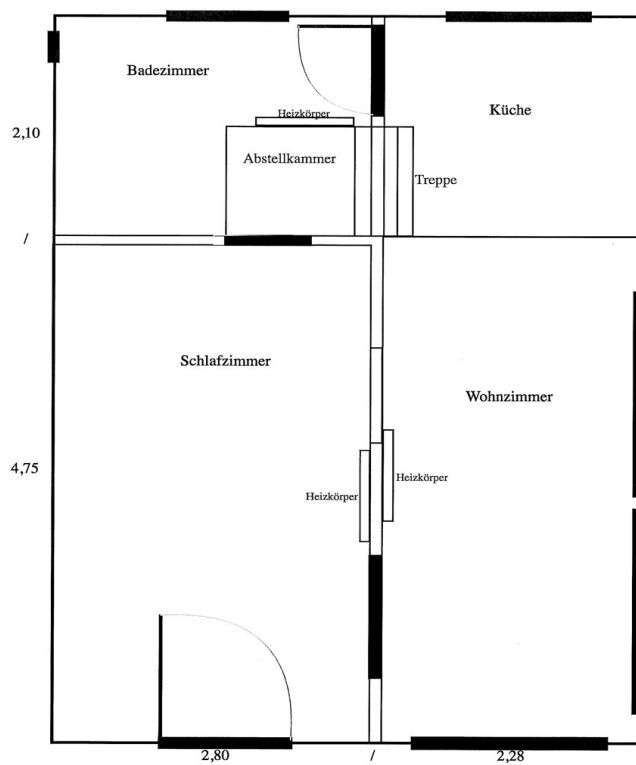 Badezimmer
Heizkörper
Küche
2,10
Abstellkammer
Treppe
/
Schlafzimmer
Wohnzimmer
4,75
Heizkörper
Heizkörper
2,80 / 2,28